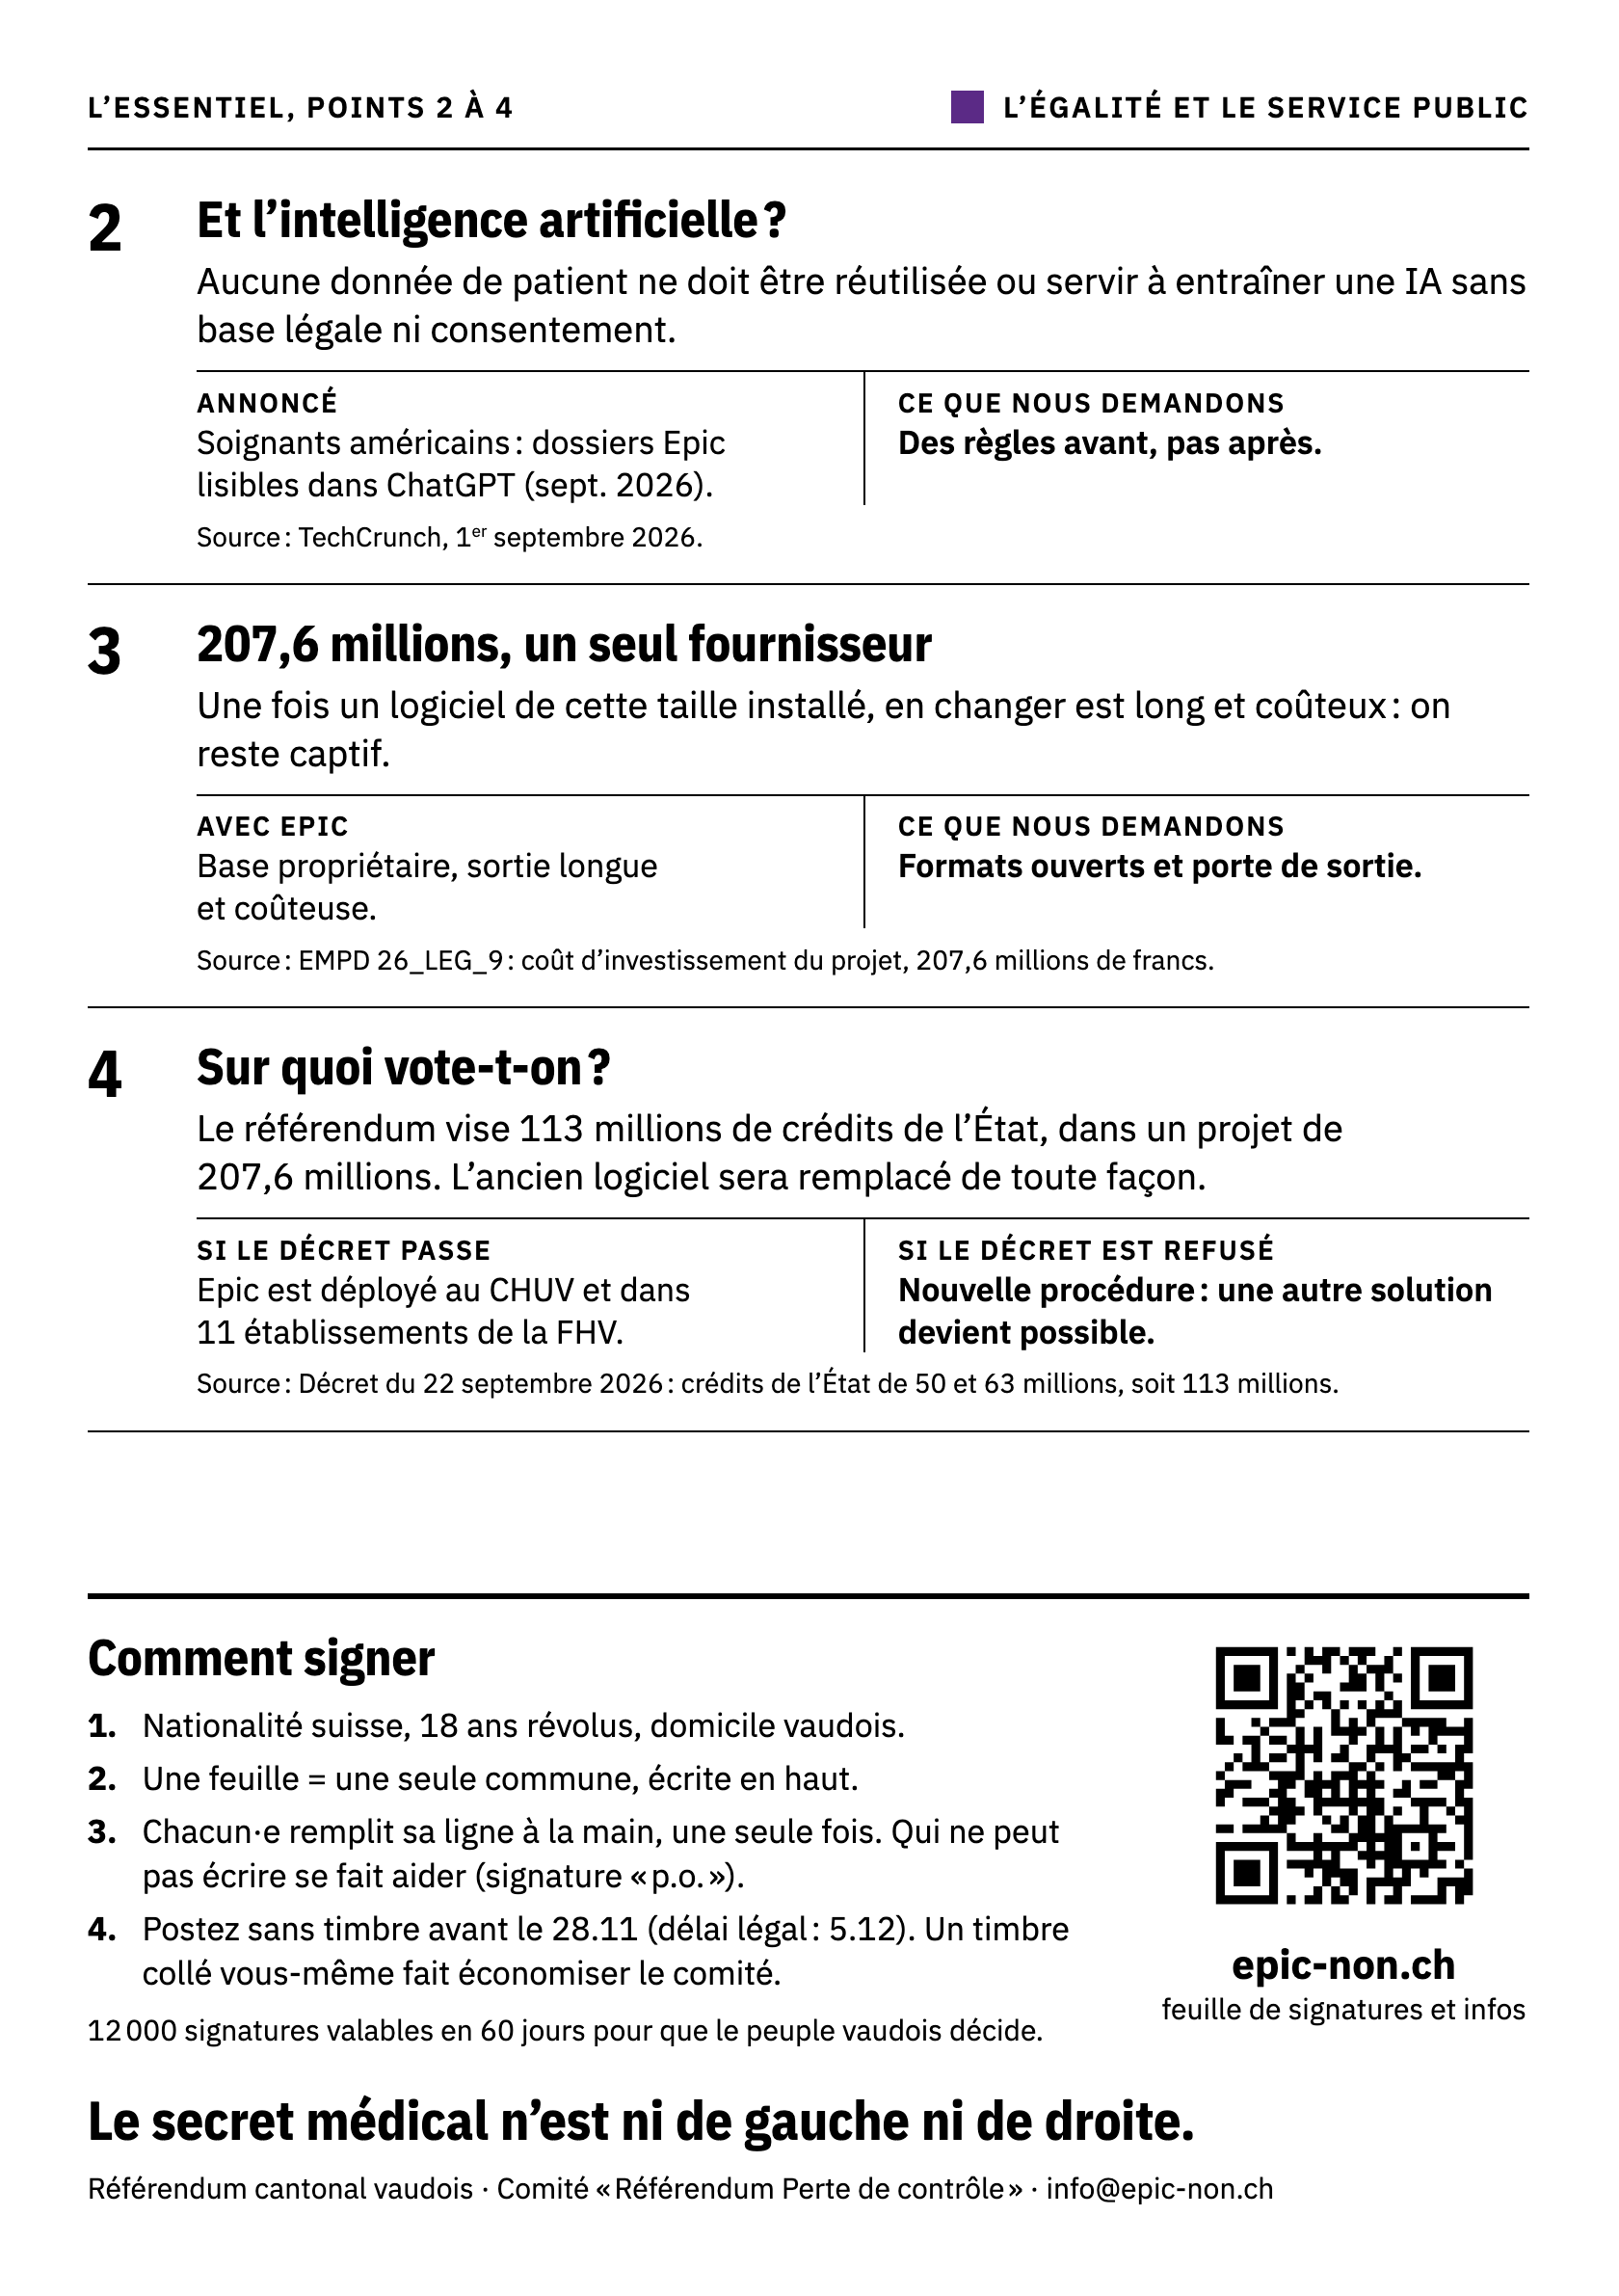 L’ESSENTIEL, POINTS 2 À 4
L’ÉGALITÉ ET LE SERVICE PUBLIC
2
Et l’intelligence artificielle ?
Aucune donnée de patient ne doit être réutilisée ou servir à entraîner une IA sans
base légale ni consentement.
ANNONCÉ
Soignants américains : dossiers Epic
lisibles dans ChatGPT (sept. 2026).
CE QUE NOUS DEMANDONS
Des règles avant, pas après.
Source : TechCrunch, 1er septembre 2026.
3
207,6 millions, un seul fournisseur
Une fois un logiciel de cette taille installé, en changer est long et coûteux : on
reste captif.
AVEC EPIC
Base propriétaire, sortie longue
et coûteuse.
CE QUE NOUS DEMANDONS
Formats ouverts et porte de sortie.
Source : EMPD 26_LEG_9 : coût d’investissement du projet, 207,6 millions de francs.
4
Sur quoi vote-t-on ?
Le référendum vise 113 millions de crédits de l’État, dans un projet de
207,6 millions. L’ancien logiciel sera remplacé de toute façon.
SI LE DÉCRET PASSE
Epic est déployé au CHUV et dans
11 établissements de la FHV.
SI LE DÉCRET EST REFUSÉ
Nouvelle procédure : une autre solution
devient possible.
Source : Décret du 22 septembre 2026 : crédits de l’État de 50 et 63 millions, soit 113 millions.
Comment signer
1. Nationalité suisse, 18 ans révolus, domicile vaudois.
2. Une feuille = une seule commune, écrite en haut.
3. Chacun·e remplit sa ligne à la main, une seule fois. Qui ne peut
pas écrire se fait aider (signature « p.o. »).
4. Postez sans timbre avant le 28.11 (délai légal : 5.12). Un timbre
collé vous-même fait économiser le comité.
12 000 signatures valables en 60 jours pour que le peuple vaudois décide.
epic-non.ch
feuille de signatures et infos
Le secret médical n’est ni de gauche ni de droite.
Référendum cantonal vaudois · Comité « Référendum Perte de contrôle » · info@epic-non.ch